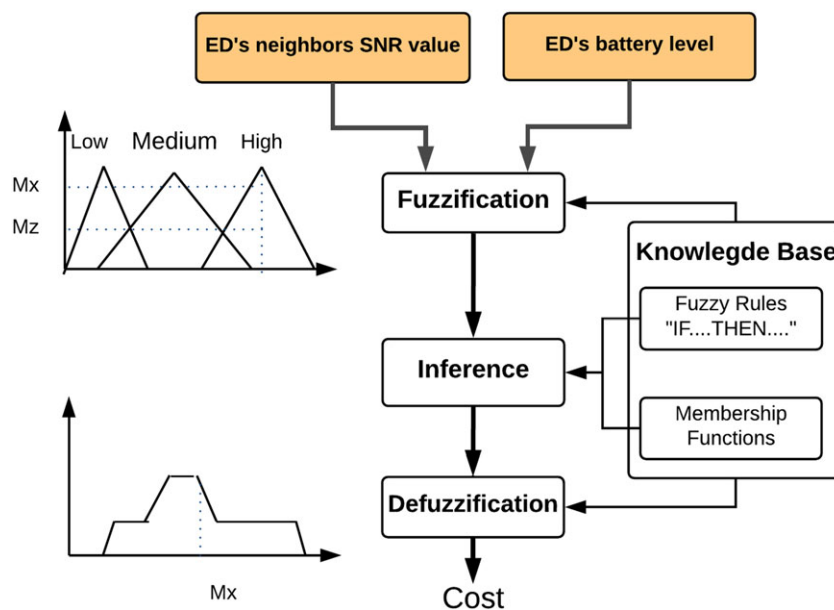 ED's neighbors SNR value
ED's battery level
Low
Medium
High
Mx
Mz
Fuzzification
Knowlegde Base
Fuzzy Rules
"IF....THEN...."
Inference
Membership
Functions
Defuzzification
Mx
Cost